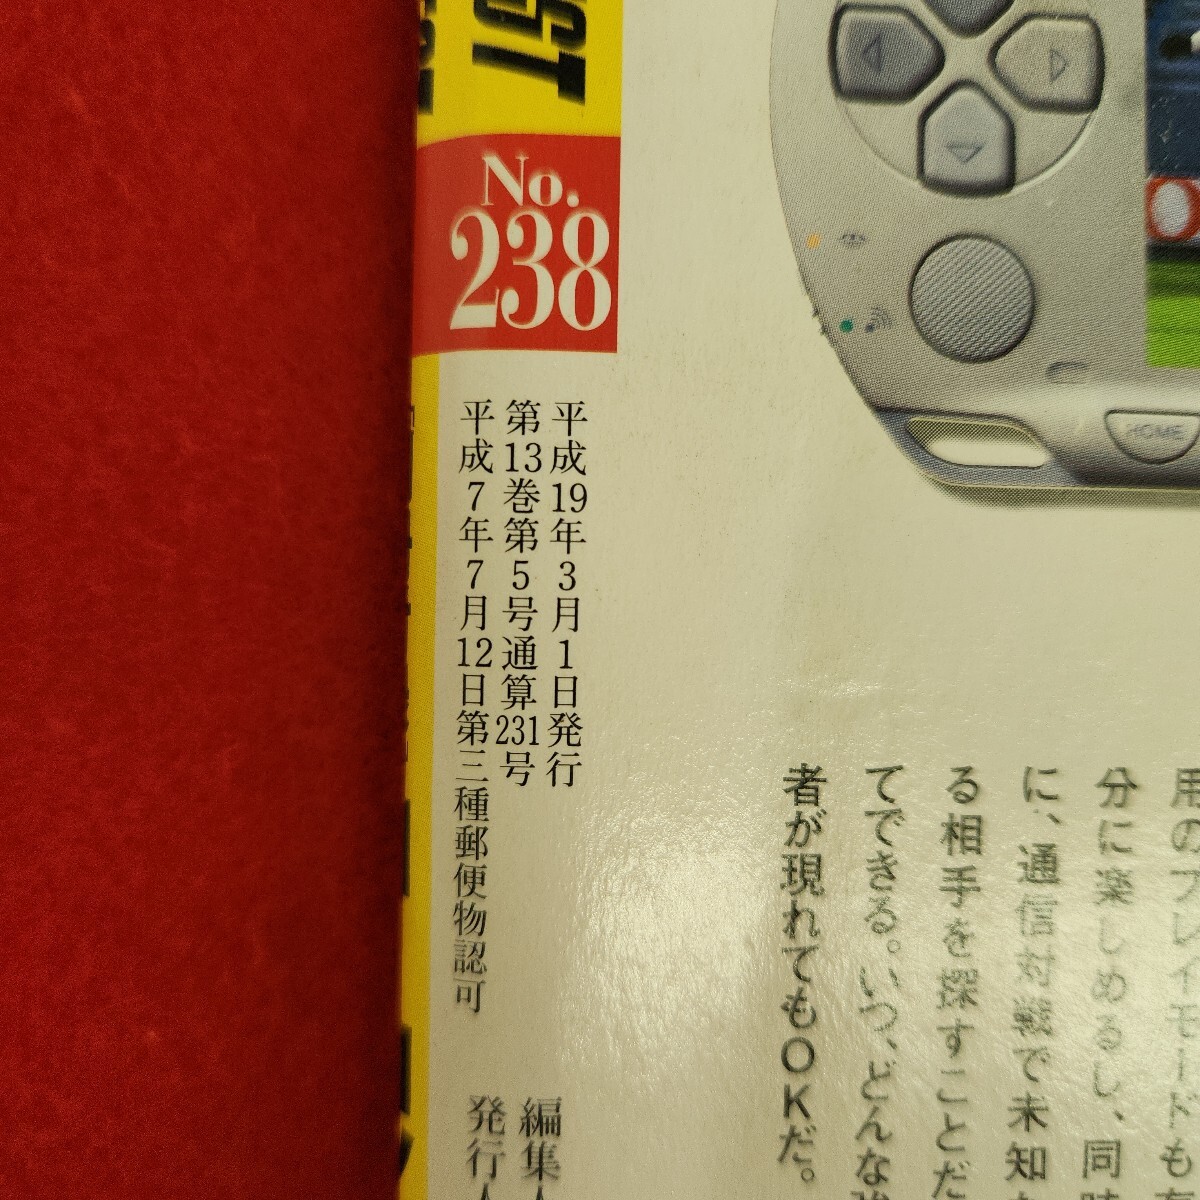 ST
No.
238
平成19年3月1日発行
第13巻第5号通算231号
平成7年7月12日第三種郵便物認可
編集人
発行人
HOME
用のプレイモードも
分に楽しめるし、同時
に、通信対戦で未知
る相手を探すことだ
てできる。いつ、どんな強
者が現れてもOKだ。